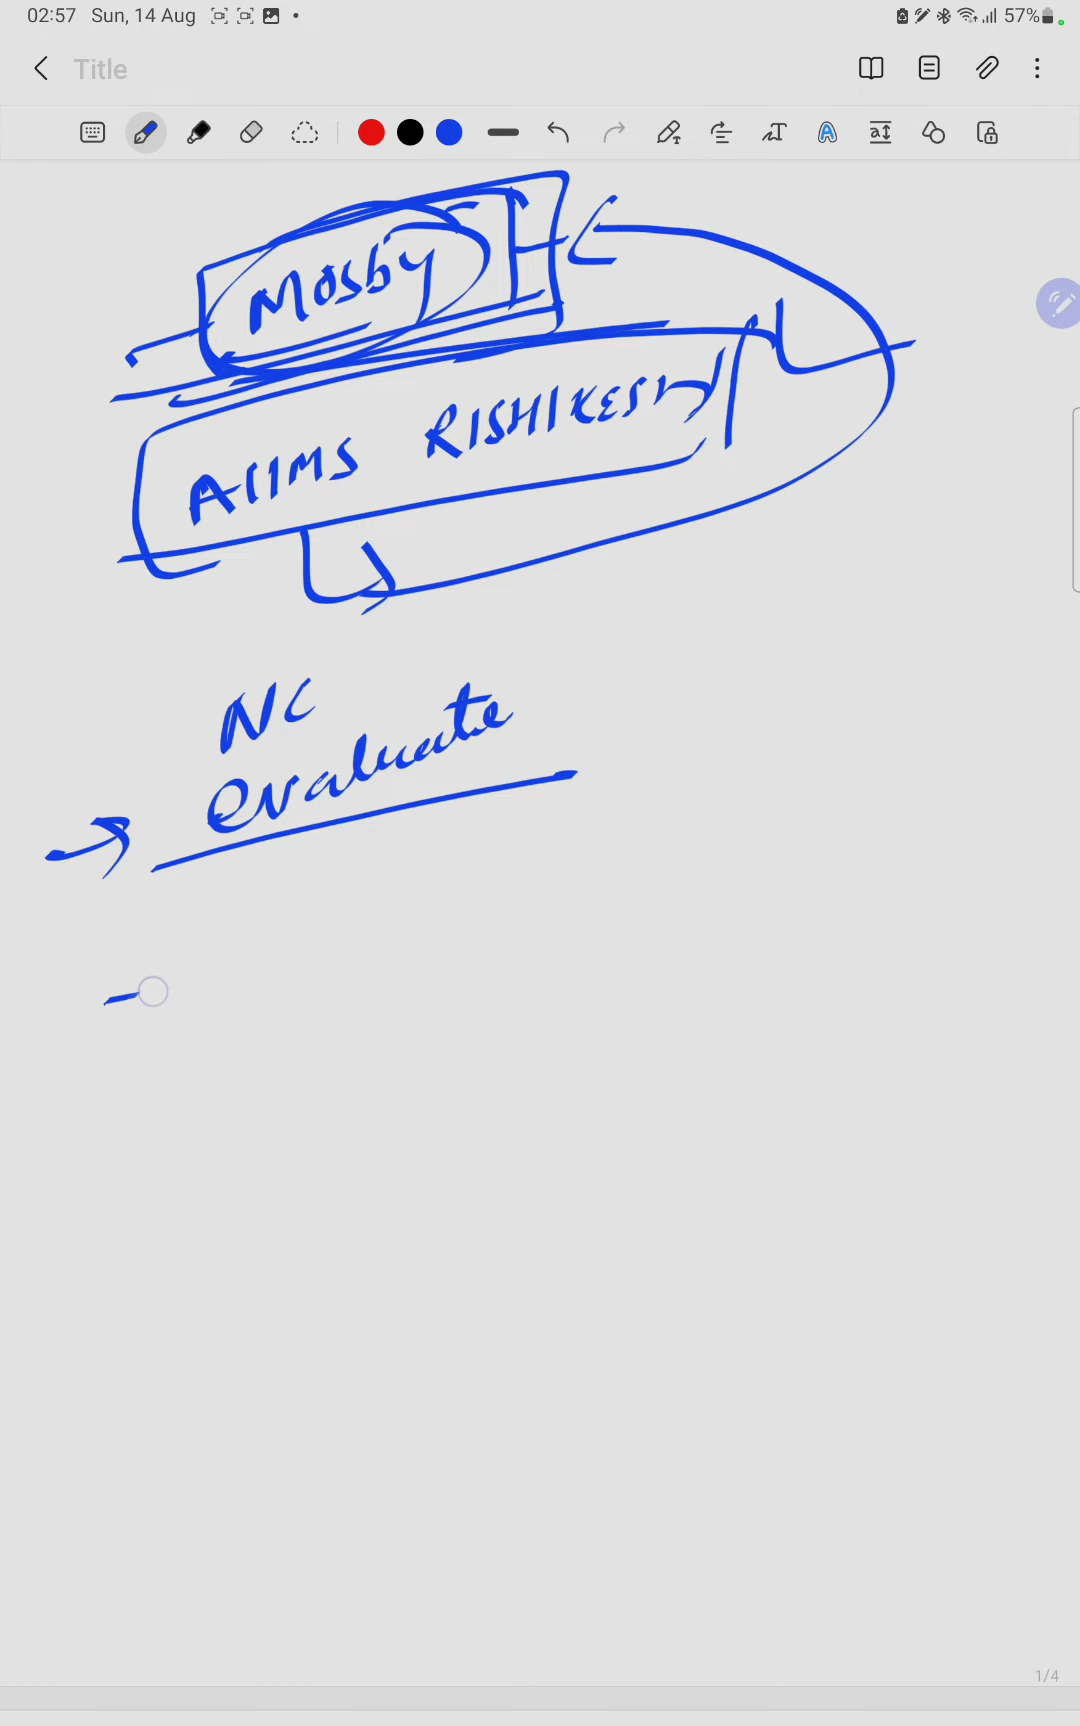 02:57 Sun, 14 Aug
57%
Title
Mosby
AIIMS RISHIKESH
NC
evaluate
1/4